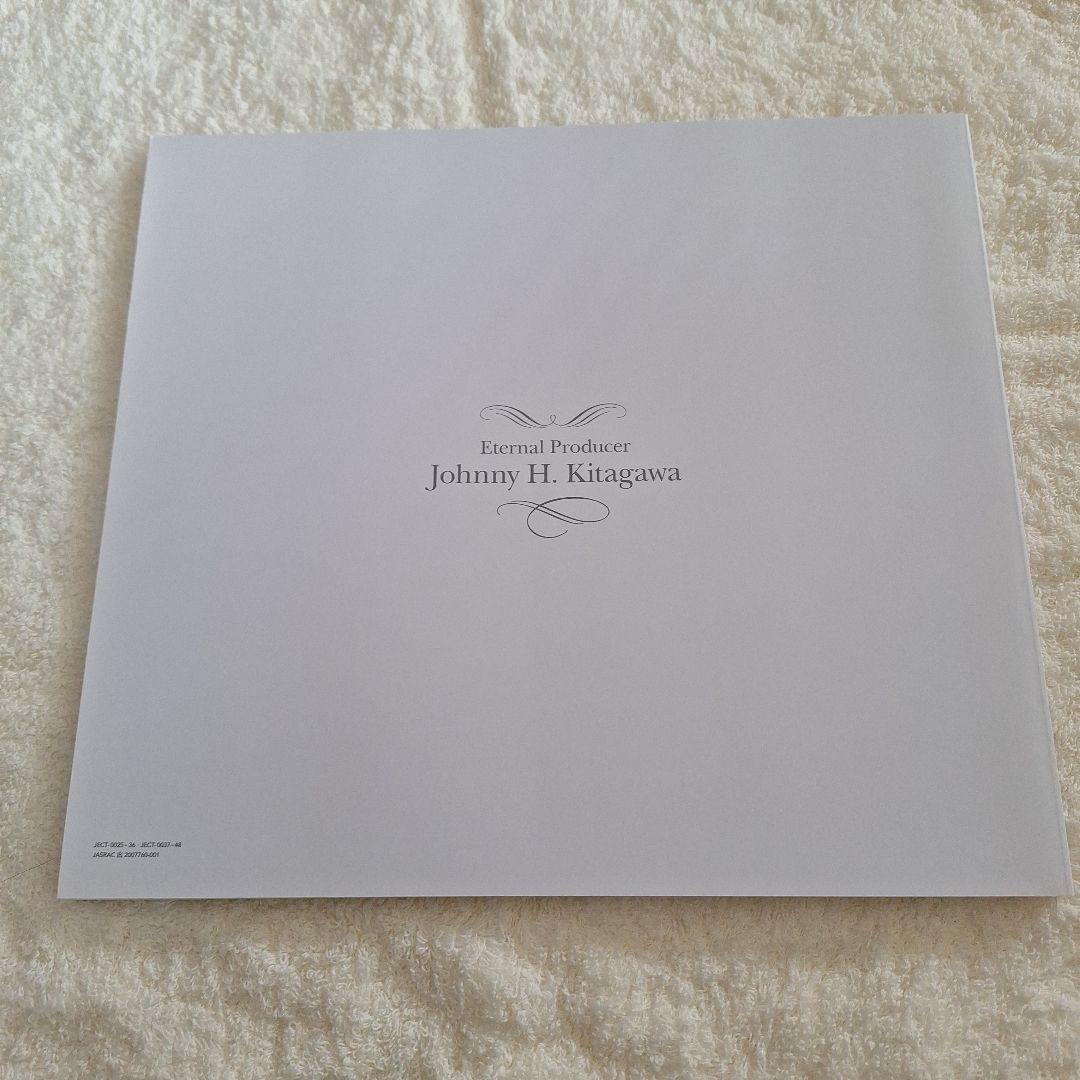 Eternal Producer
Johnny H. Kitagawa
JECT-0025~36・JECT-0037~48
JASRAC 出 2007760-001